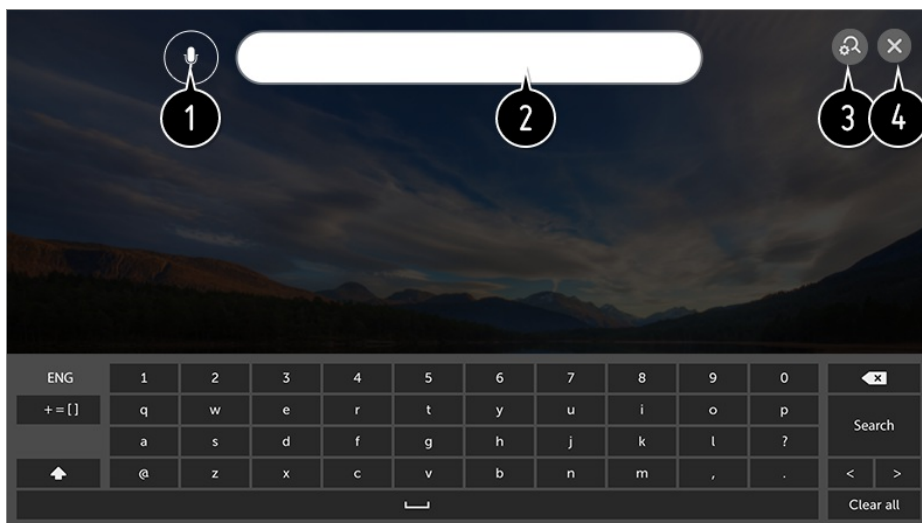 1
2
3
4
ENG 1 2 3 4 5 6 7 8 9 0
+ = [ ] q w e r t y u i o p
Search
a s d f g h j k l ?
@ z x c v b n m , . < >
Clear all